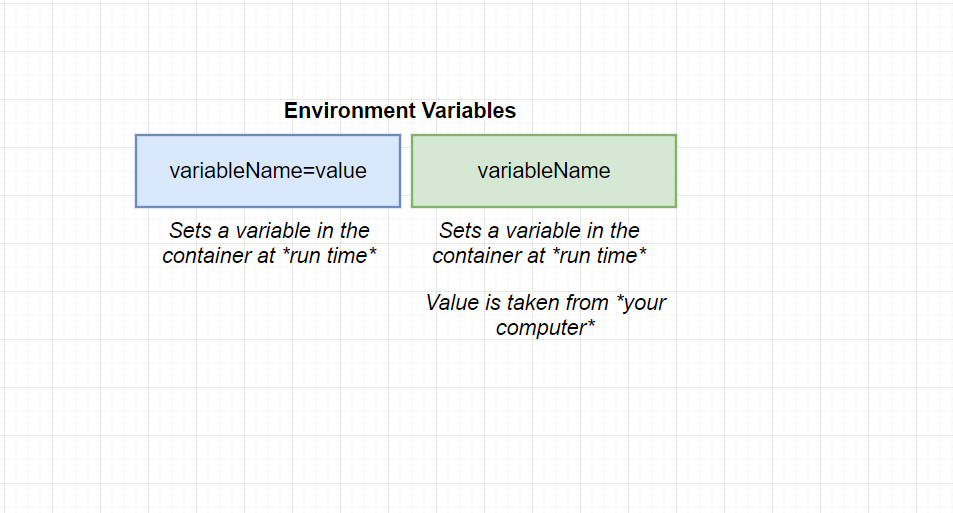 Environment Variables
variableName=value
variableName
Sets a variable in the
container at *run time*
Sets a variable in the
container at *run time*
Value is taken from *your
computer*